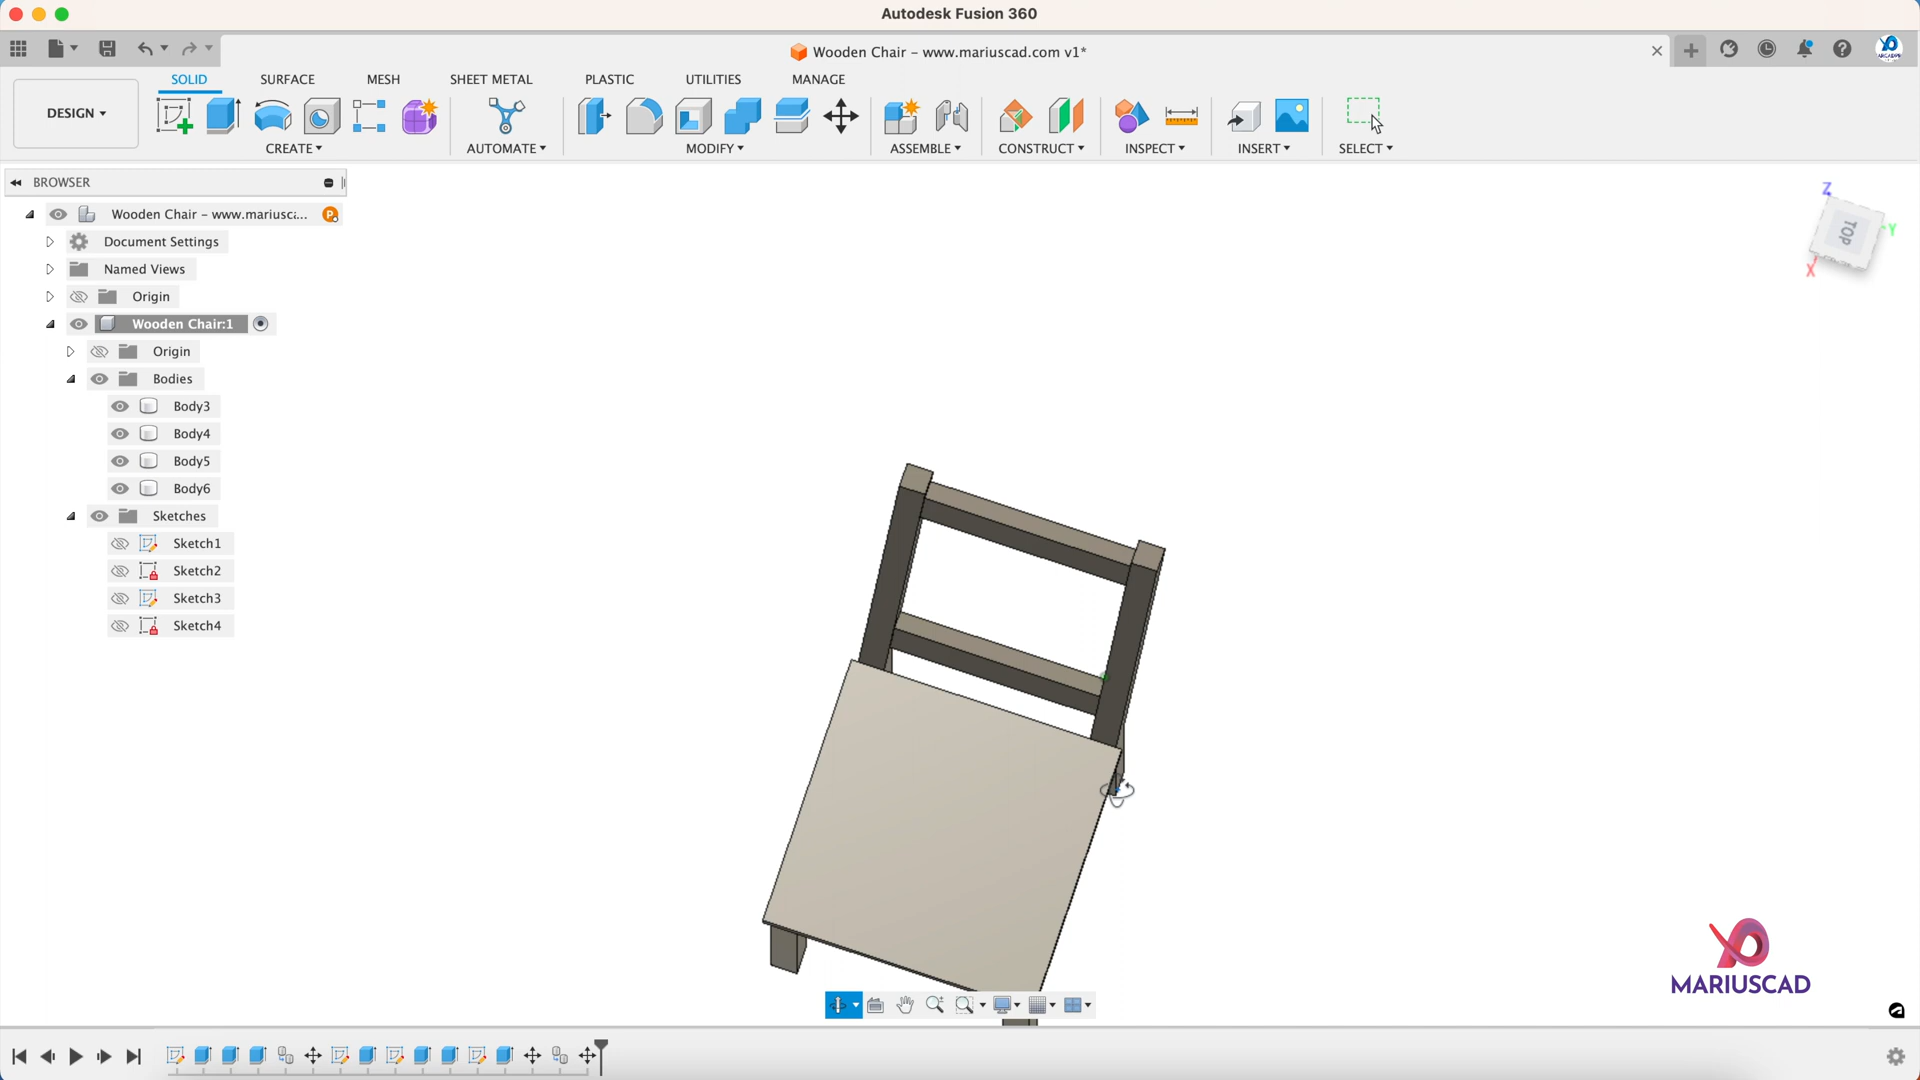 Autodesk Fusion 360
Wooden Chair – www.mariuscad.com v1*
SOLID SURFACE MESH SHEET METAL PLASTIC UTILITIES MANAGE
DESIGN
CREATE AUTOMATE MODIFY ASSEMBLE CONSTRUCT INSPECT INSERT SELECT
BROWSER
Wooden Chair – www.marius​ca...
Document Settings
Named Views
Origin
Wooden Chair:1
Origin
Bodies
Body3
Body4
Body5
Body6
Sketches
Sketch1
Sketch2
Sketch3
Sketch4
Z
TOP
Y
X
MARIUSCAD